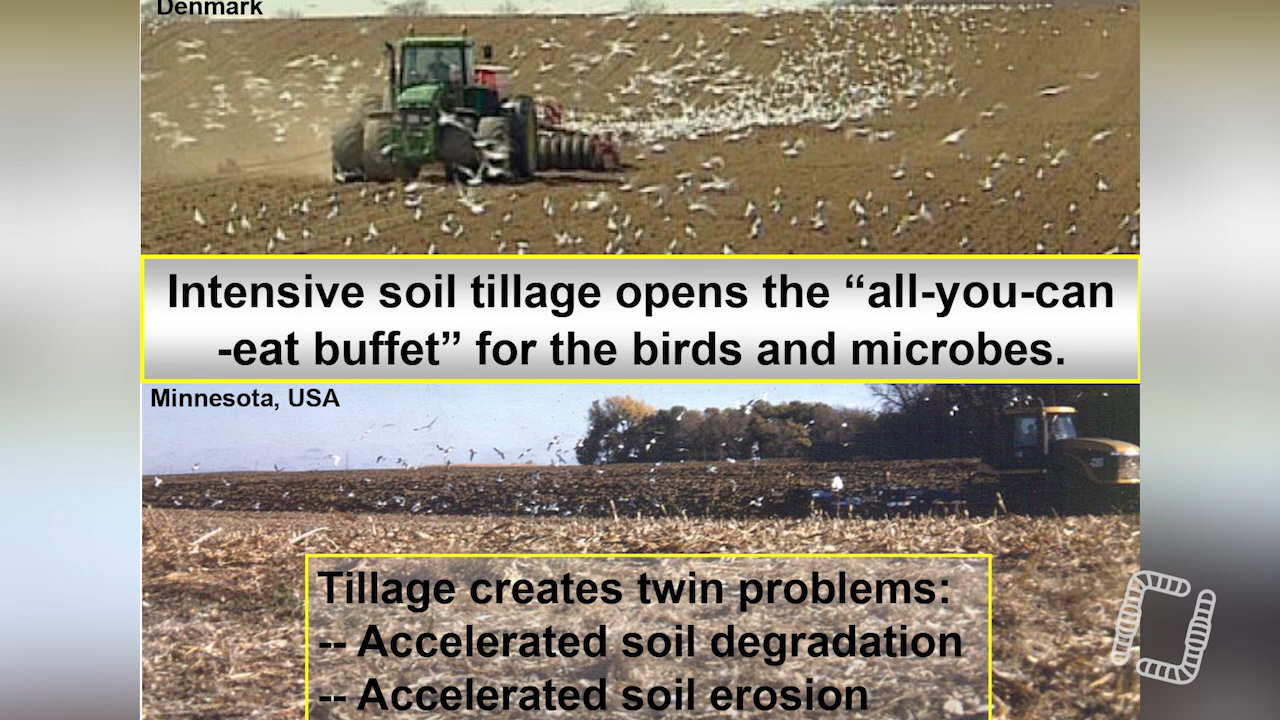 Denmark
Intensive soil tillage opens the “all-you-can
-eat buffet” for the birds and microbes.
Minnesota, USA
Tillage creates twin problems:
-- Accelerated soil degradation
-- Accelerated soil erosion